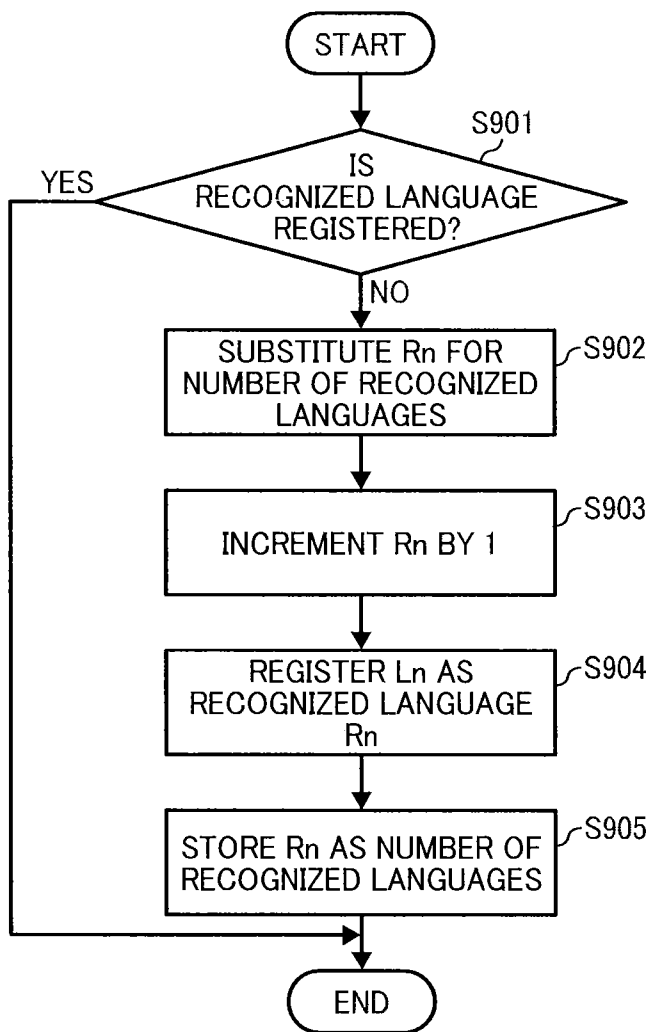 START
S901
IS
RECOGNIZED LANGUAGE
REGISTERED?
YES
NO
SUBSTITUTE Rn FOR
NUMBER OF RECOGNIZED
LANGUAGES
S902
INCREMENT Rn BY 1
S903
REGISTER Ln AS
RECOGNIZED LANGUAGE
Rn
S904
STORE Rn AS NUMBER OF
RECOGNIZED LANGUAGES
S905
END